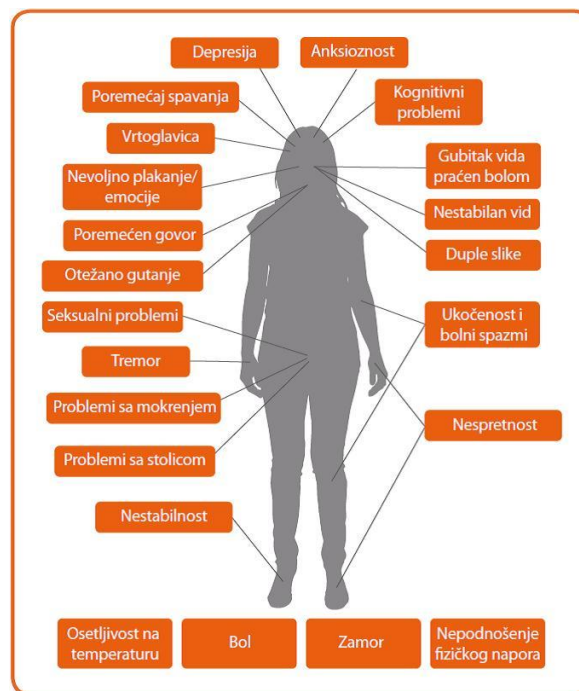 Depresija
Anksioznost
Poremećaj spavanja
Kognitivni
problemi
Vrtoglavica
Nevoljno plakanje/
emocije
Gubitak vida
praćen bolom
Nestabilan vid
Poremećen govor
Duple slike
Otežano gutanje
Seksualni problemi
Ukočenost i
bolni spazmi
Tremor
Problemi sa mokrenjem
Nespretnost
Problemi sa stolicom
Nestabilnost
Osetljivost na
temperaturu
Bol
Zamor
Nepodnošenje
fizičkog napora